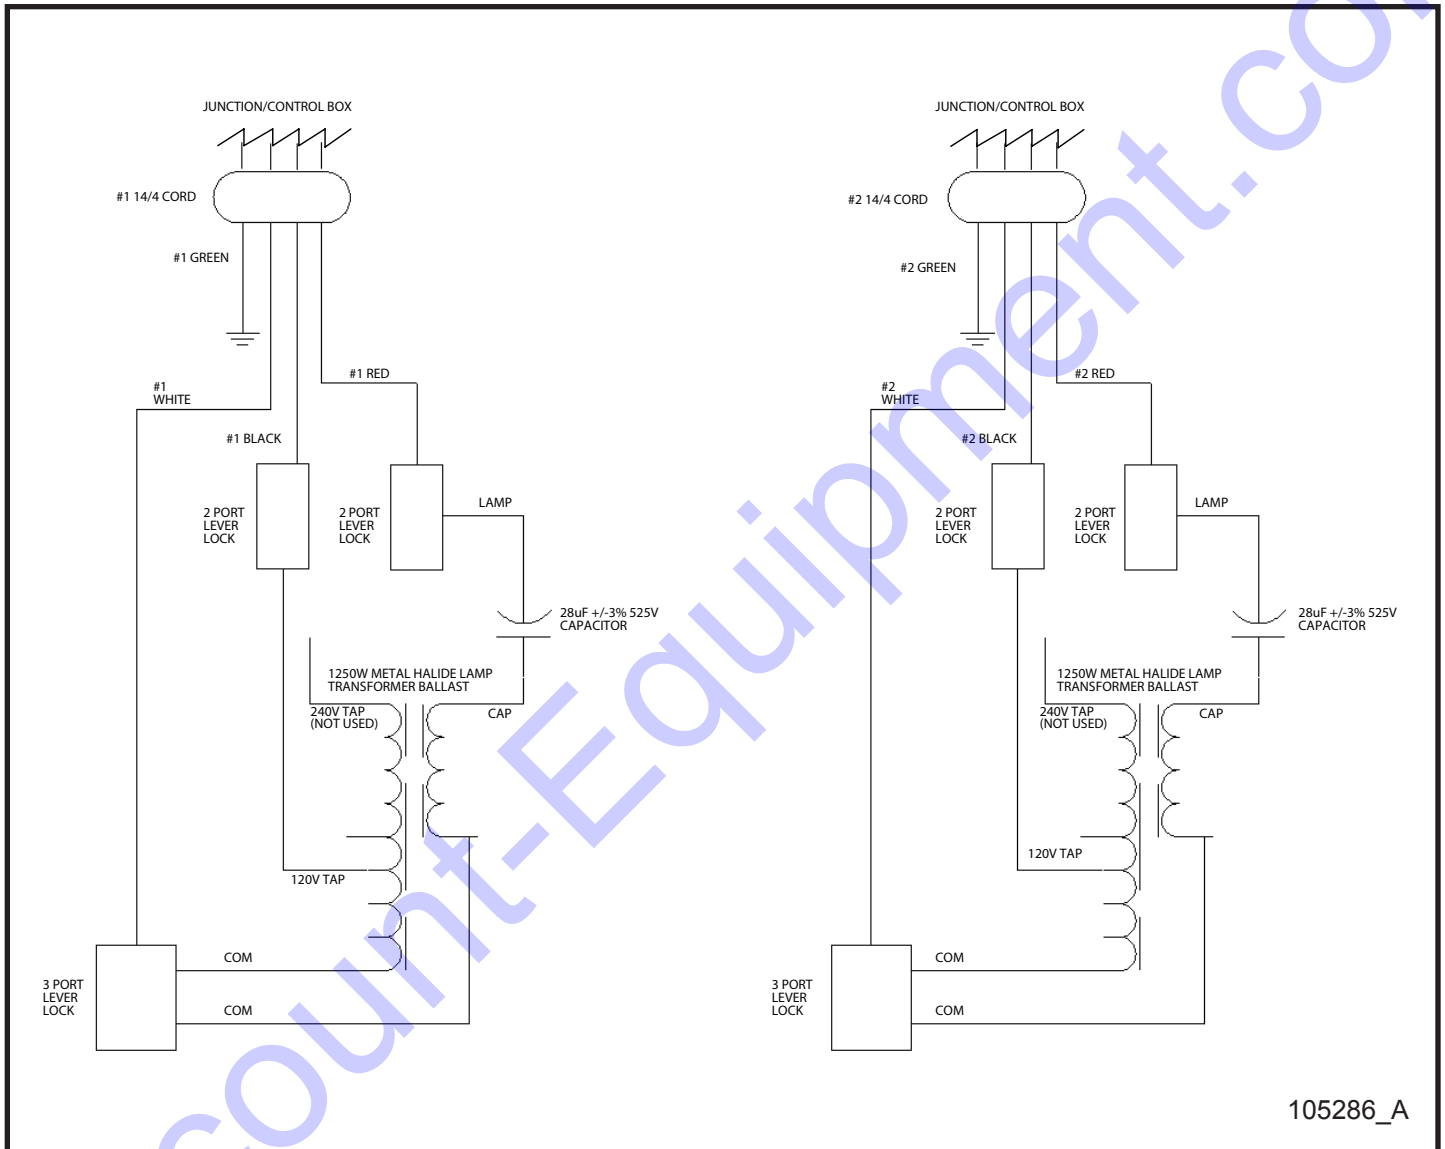 JUNCTION/CONTROL BOX
#1 14/4 CORD
#1 GREEN
#1 RED
#1
WHITE
#1 BLACK
2 PORT
LEVER
LOCK
2 PORT
LEVER
LOCK
LAMP
28uF +/-3% 525V
CAPACITOR
1250W METAL HALIDE LAMP
TRANSFORMER BALLAST
240V TAP
(NOT USED)
CAP
120V TAP
COM
3 PORT
LEVER
LOCK
COM
JUNCTION/CONTROL BOX
#2 14/4 CORD
#2 GREEN
#2 RED
#2
WHITE
#2 BLACK
2 PORT
LEVER
LOCK
2 PORT
LEVER
LOCK
LAMP
28uF +/-3% 525V
CAPACITOR
1250W METAL HALIDE LAMP
TRANSFORMER BALLAST
240V TAP
(NOT USED)
CAP
120V TAP
COM
3 PORT
LEVER
LOCK
COM
105286_A
count-Equipment.com